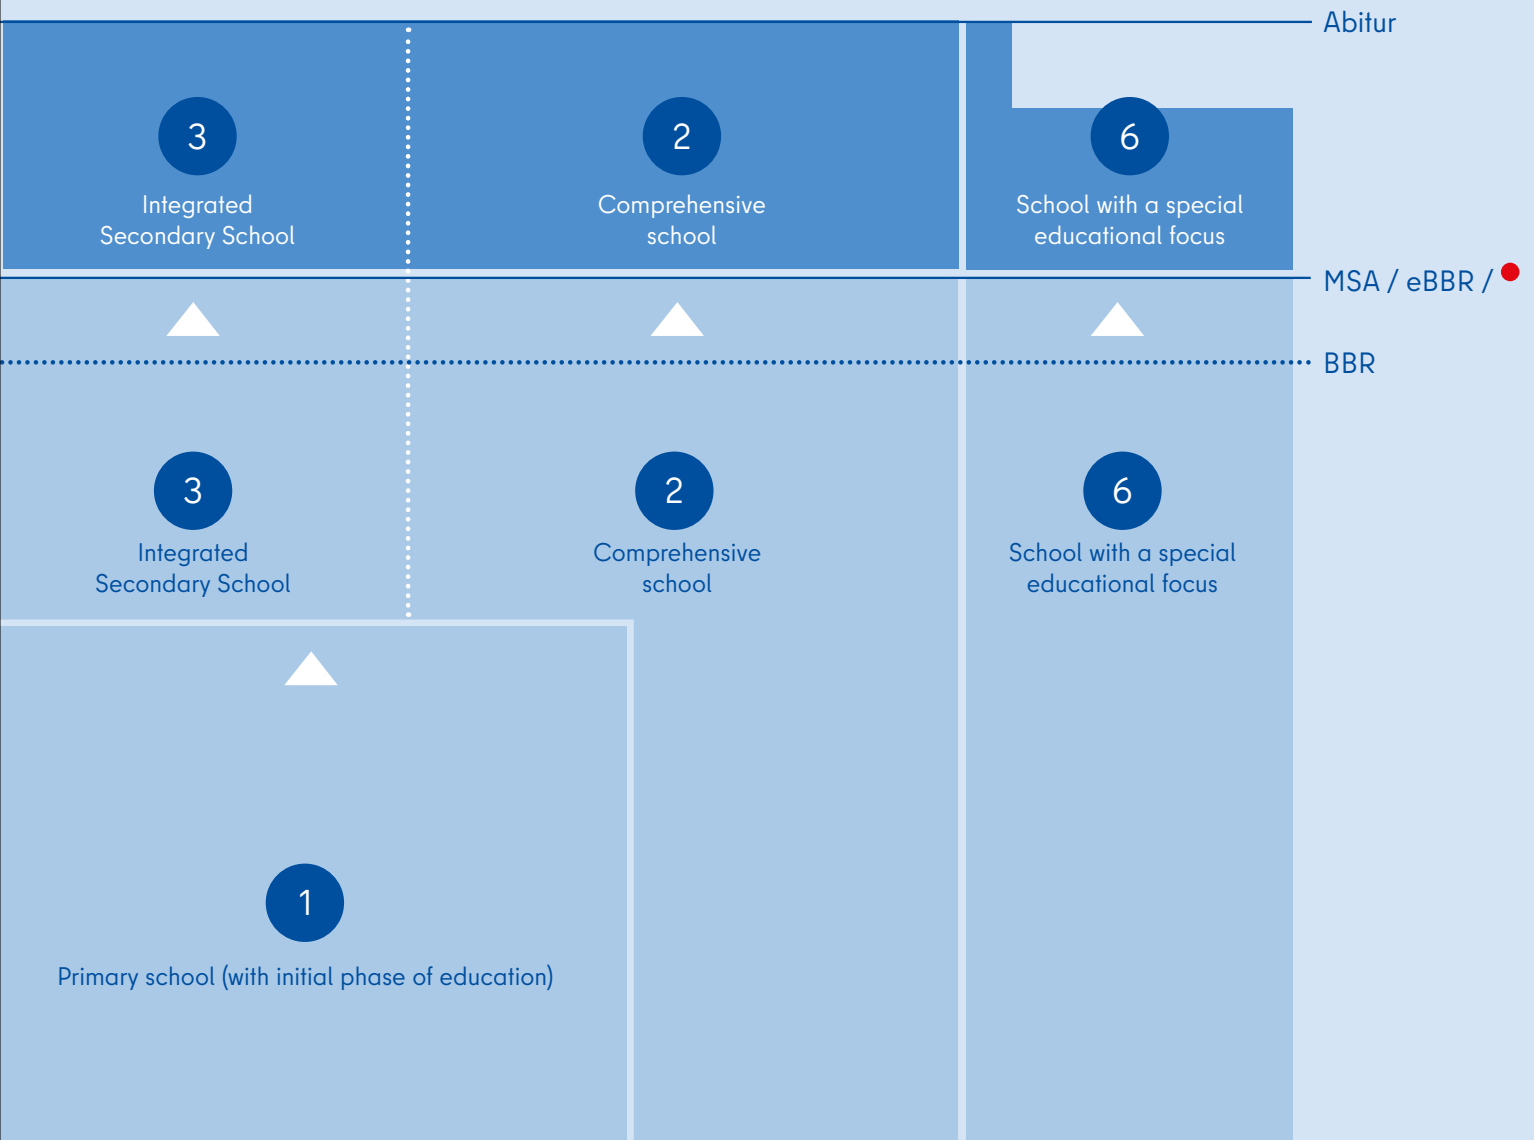 Abitur
3
Integrated
Secondary School
2
Comprehensive
school
6
School with a special
educational focus
MSA / eBBR /
BBR
3
Integrated
Secondary School
2
Comprehensive
school
6
School with a special
educational focus
1
Primary school (with initial phase of education)